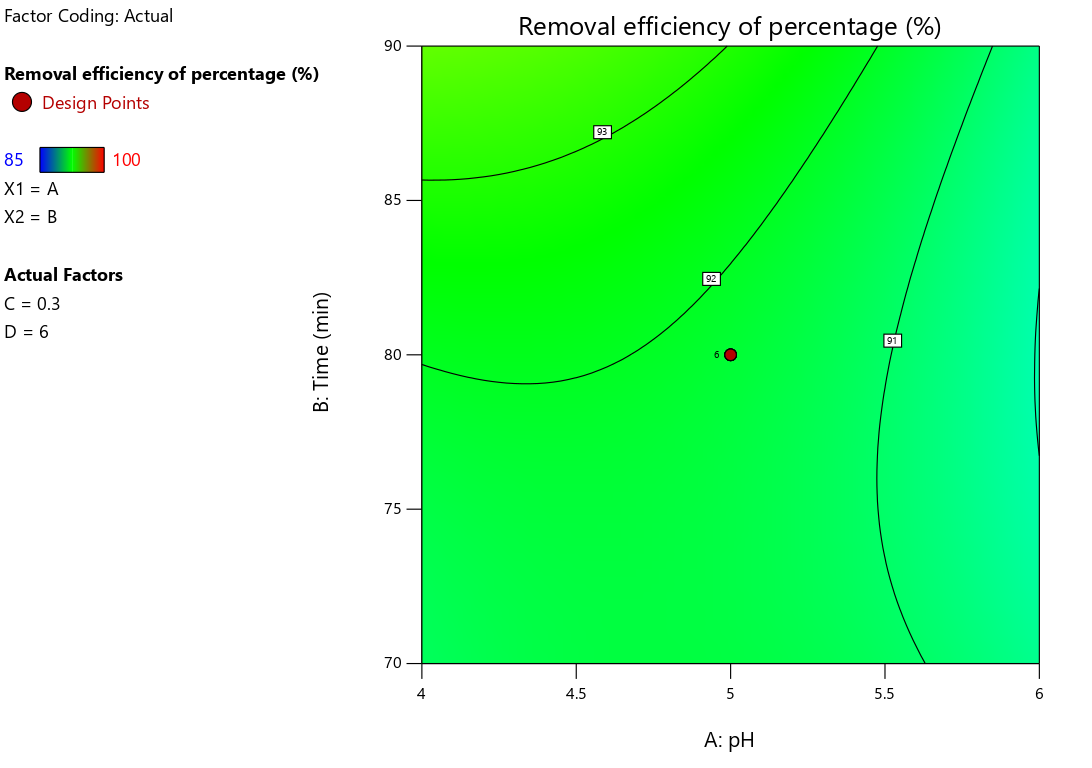 Factor Coding: Actual
Removal efficiency of percentage (%)
Design Points
85 100
X1 = A
X2 = B
Actual Factors
C = 0.3
D = 6
Removal efficiency of percentage (%)
90
85
80
75
70
B: Time (min)
93
92
91
6
4 4.5 5 5.5 6
A: pH